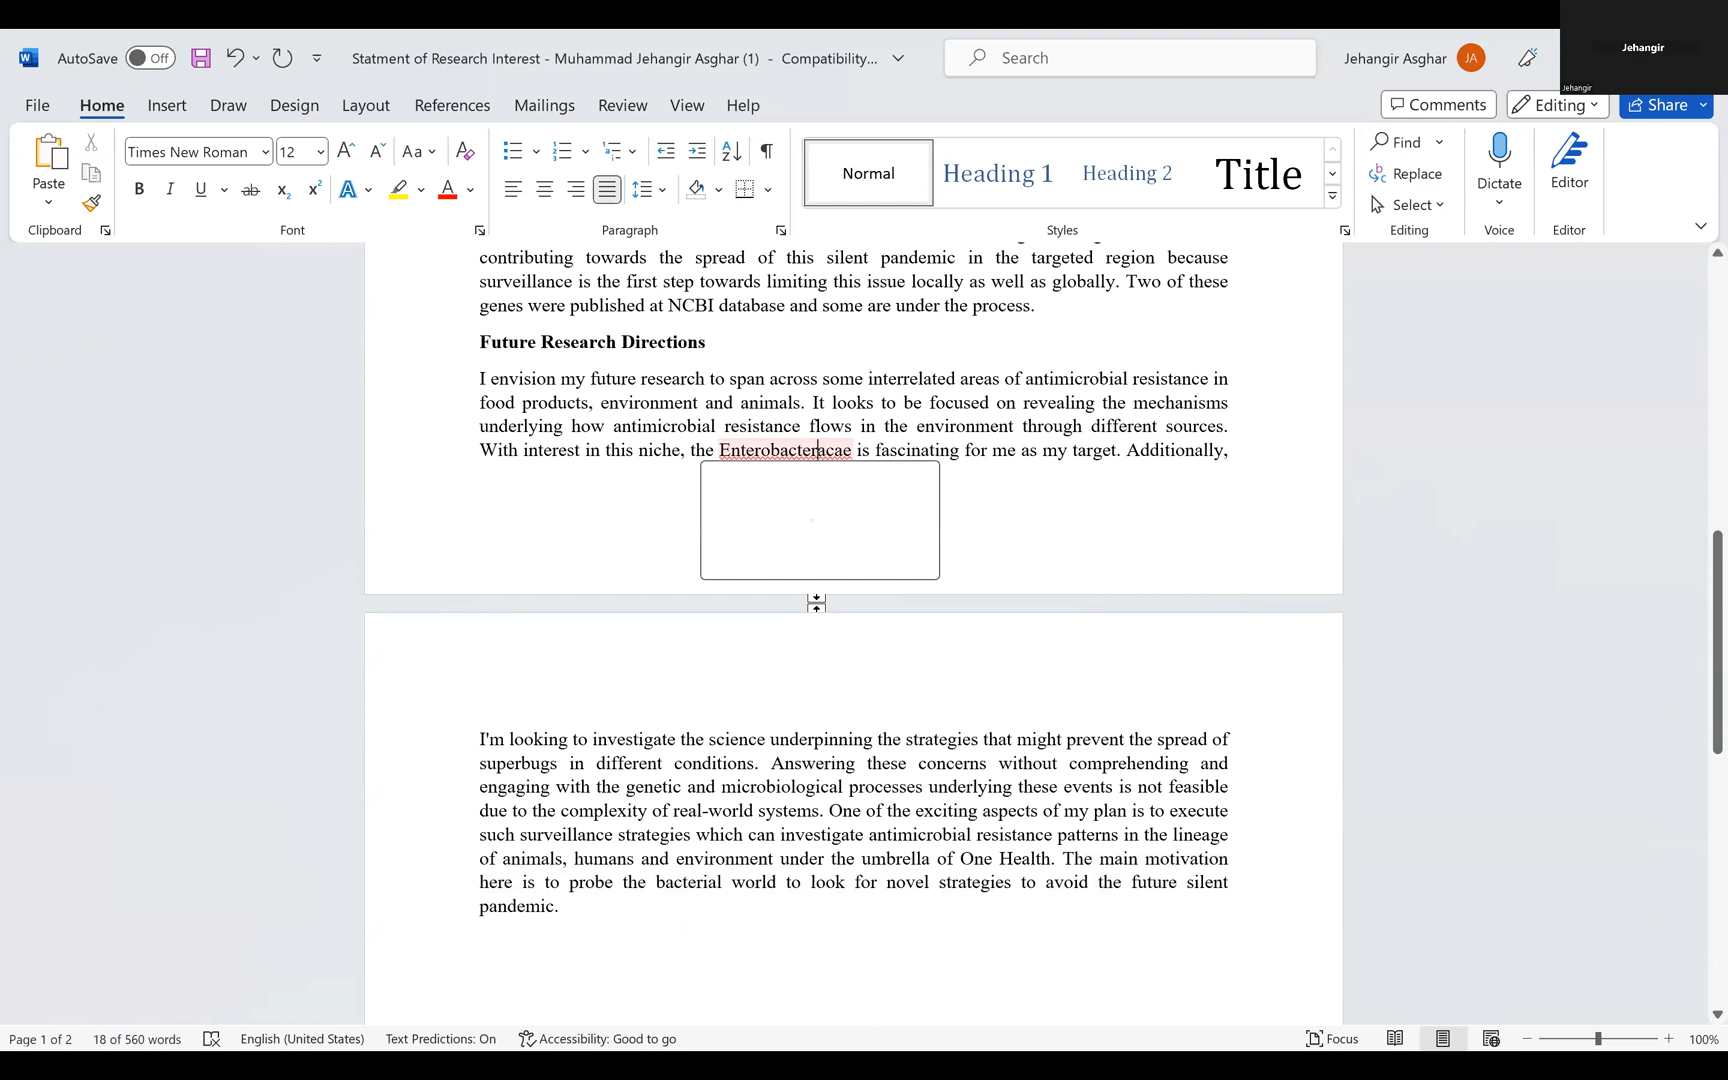 Jehangir
Jehangir
AutoSave Off
Statment of Research Interest - Muhammad Jehangir Asghar (1) - Compatibility...
Search
Jehangir Asghar JA
File Home Insert Draw Design Layout References Mailings Review View Help
Comments Editing Share
Paste
Clipboard
Times New Roman 12
Font
Paragraph
Normal Heading 1 Heading 2 Title
Styles
Find
Replace
Select
Editing
Dictate
Voice
Editor
Editor
contributing towards the spread of this silent pandemic in the targeted region because
surveillance is the first step towards limiting this issue locally as well as globally. Two of these
genes were published at NCBI database and some are under the process.
Future Research Directions
I envision my future research to span across some interrelated areas of antimicrobial resistance in
food products, environment and animals. It looks to be focused on revealing the mechanisms
underlying how antimicrobial resistance flows in the environment through different sources.
With interest in this niche, the Enterobacteracae is fascinating for me as my target. Additionally,
I'm looking to investigate the science underpinning the strategies that might prevent the spread of
superbugs in different conditions. Answering these concerns without comprehending and
engaging with the genetic and microbiological processes underlying these events is not feasible
due to the complexity of real-world systems. One of the exciting aspects of my plan is to execute
such surveillance strategies which can investigate antimicrobial resistance patterns in the lineage
of animals, humans and environment under the umbrella of One Health. The main motivation
here is to probe the bacterial world to look for novel strategies to avoid the future silent
pandemic.
Page 1 of 2 18 of 560 words English (United States) Text Predictions: On Accessibility: Good to go Focus 100%